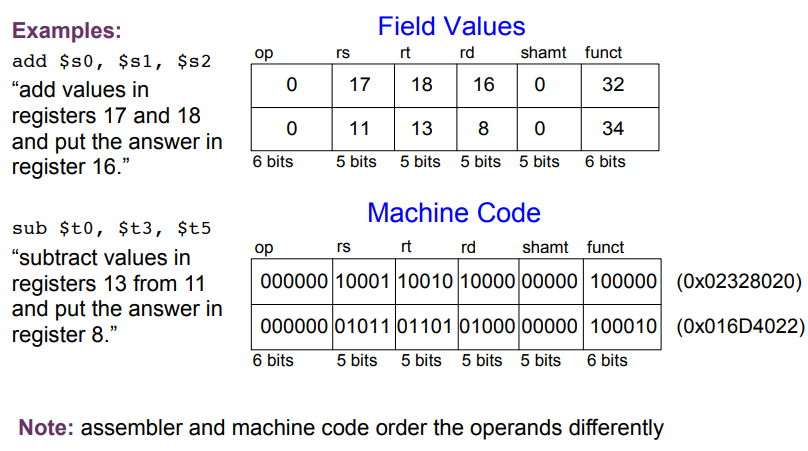 Examples:
add $s0, $s1, $s2
“add values in
registers 17 and 18
and put the answer in
register 16.”
Field Values
op rs rt rd shamt funct
0 17 18 16 0 32
0 11 13 8 0 34
6 bits 5 bits 5 bits 5 bits 5 bits 6 bits
sub $t0, $t3, $t5
“subtract values in
registers 13 from 11
and put the answer in
register 8.”
Machine Code
op rs rt rd shamt funct
000000 10001 10010 10000 00000 100000 (0x02328020)
000000 01011 01101 01000 00000 100010 (0x016D4022)
6 bits 5 bits 5 bits 5 bits 5 bits 6 bits
Note: assembler and machine code order the operands differently